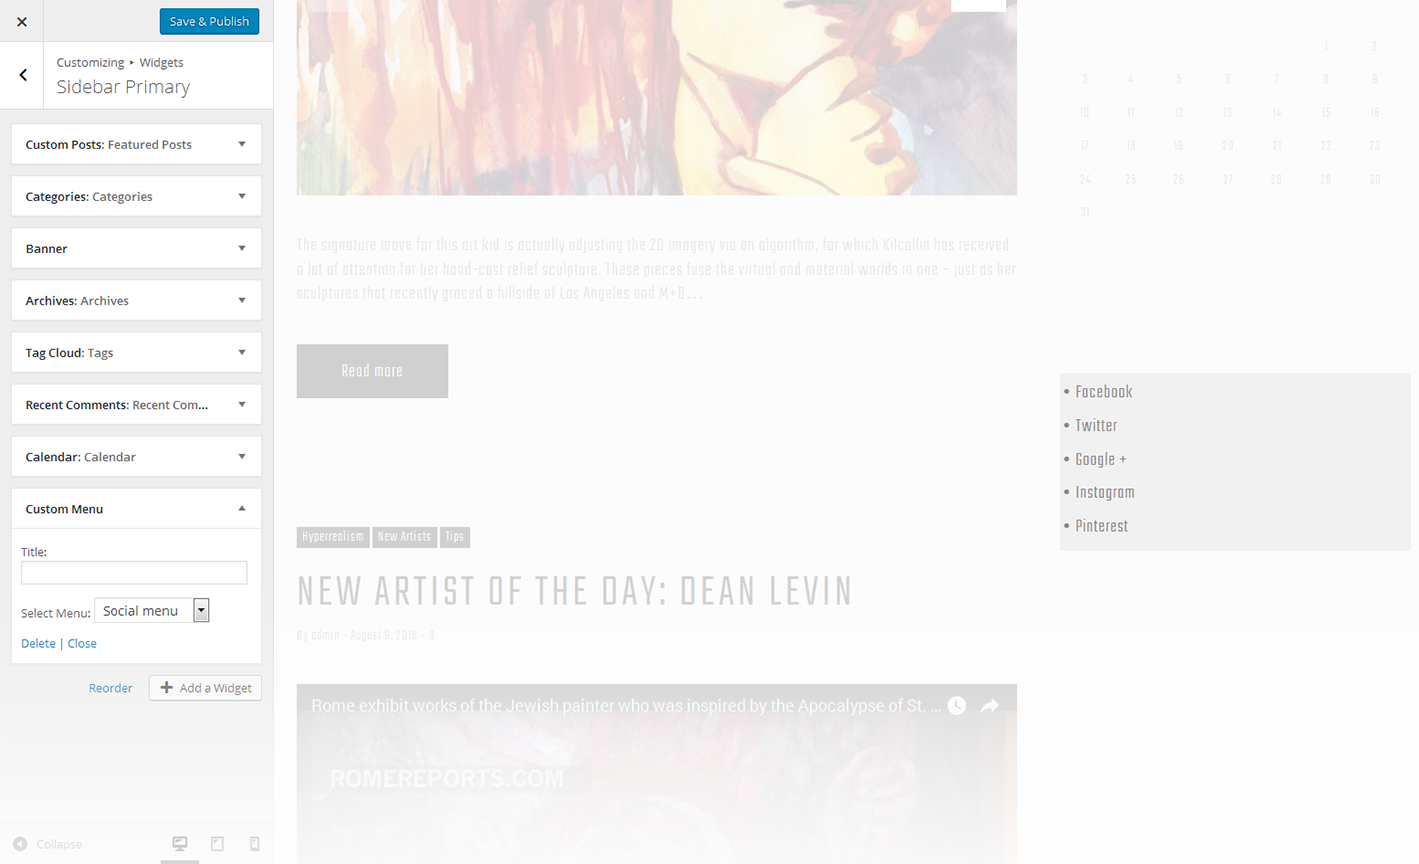 Save & Publish
Customizing ▸ Widgets
Sidebar Primary
Custom Posts: Featured Posts
Categories: Categories
Banner
Archives: Archives
Tag Cloud: Tags
Recent Comments: Recent Com...
Calendar: Calendar
Custom Menu
Title:
Select Menu: Social menu
Delete | Close
Reorder
Add a Widget
Collapse
The signature move for this art kid is actually adjusting the 2D imagery via an algorithm, for which Kilcollin has received
a lot of attention for her hand-cast relief sculpture. These pieces fuse the virtual and material worlds in one – just as her
sculptures that recently graced a hillside of Los Angeles and M+B...
Read more
Hyperrealism New Artists Tips
NEW ARTIST OF THE DAY: DEAN LEVIN
By admin - August 8, 2016 - 0
Rome exhibit works of the Jewish painter who was inspired by the Apocalypse of St. ...
ROMEREPORTS.COM
1 2
3 4 5 6 7 8 9
10 11 12 13 14 15 16
17 18 19 20 21 22 23
24 25 26 27 28 29 30
31
• Facebook
• Twitter
• Google +
• Instagram
• Pinterest